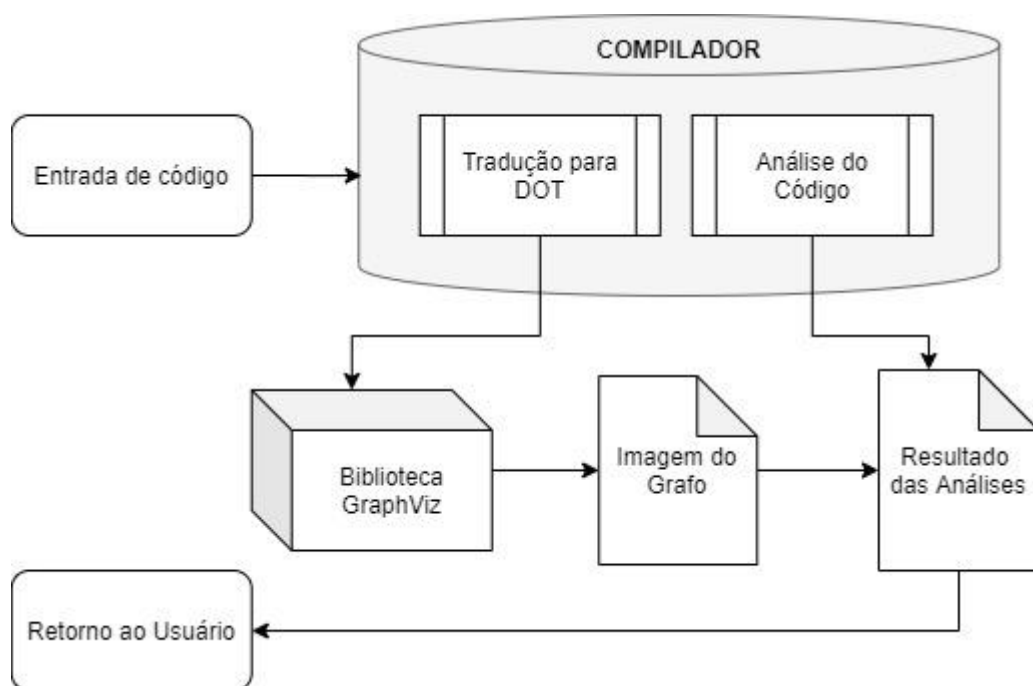 COMPILADOR
Entrada de código
Tradução para
DOT
Análise do
Código
Biblioteca
GraphViz
Imagem do
Grafo
Resultado
das Análises
Retorno ao Usuário